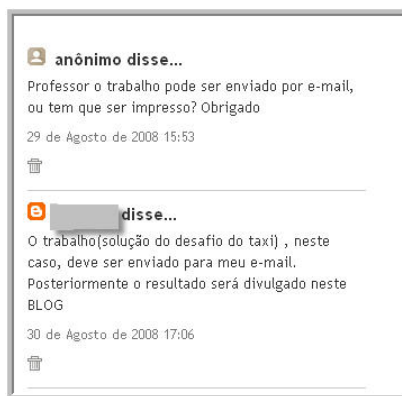 anônimo disse...
Professor o trabalho pode ser enviado por e-mail,
ou tem que ser impresso? Obrigado
29 de Agosto de 2008 15:53
disse...
O trabalho(solução do desafio do taxi) , neste
caso, deve ser enviado para meu e-mail.
Posteriormente o resultado será divulgado neste
BLOG
30 de Agosto de 2008 17:06